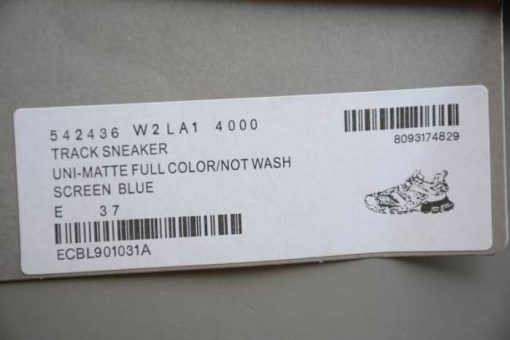 542436 W2LA1 4000
TRACK SNEAKER
UNI-MATTE FULL COLOR/NOT WASH
SCREEN BLUE
E 37
ECBL901031A
8093174829